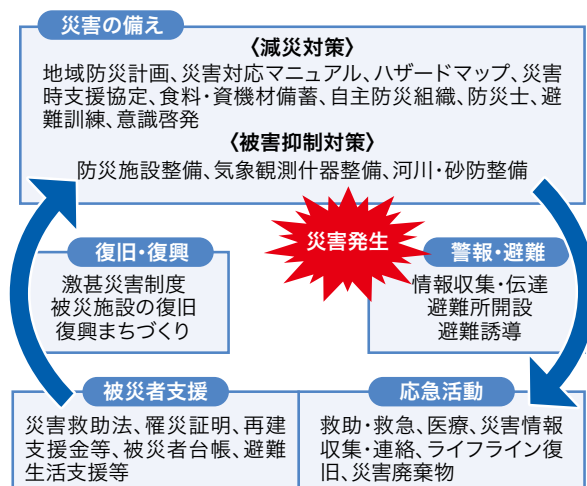 災害の備え
〈減災対策〉
地域防災計画、災害対応マニュアル、ハザードマップ、災害
時支援協定、食料・資機材備蓄、自主防災組織、防災士、避
難訓練、意識啓発
〈被害抑制対策〉
防災施設整備、気象観測什器整備、河川・砂防整備
災害発生
警報・避難
情報収集・伝達
避難所開設
避難誘導
応急活動
救助・救急、医療、災害情報
収集・連絡、ライフライン復
旧、災害廃棄物
被災者支援
災害救助法、罹災証明、再建
支援金等、被災者台帳、避難
生活支援等
復旧・復興
激甚災害制度
被災施設の復旧
復興まちづくり